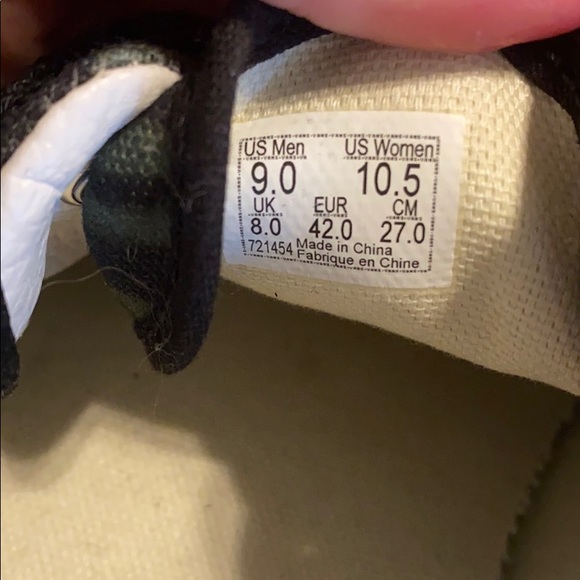 US Men US Women
9.0 10.5
UK EUR CM
8.0 42.0 27.0
721454 Made in China
Fabrique en Chine